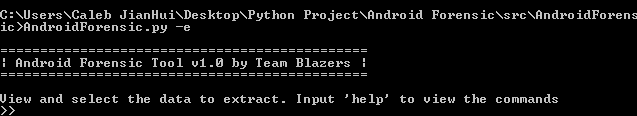 C:\Users\Caleb JianHui\Desktop\Python Project\Android Forensic\src\AndroidForens
ic>AndroidForensic.py -e
==============================================
| Android Forensic Tool v1.0 by Team Blazers |
==============================================
View and select the data to extract. Input 'help' to view the commands
>>